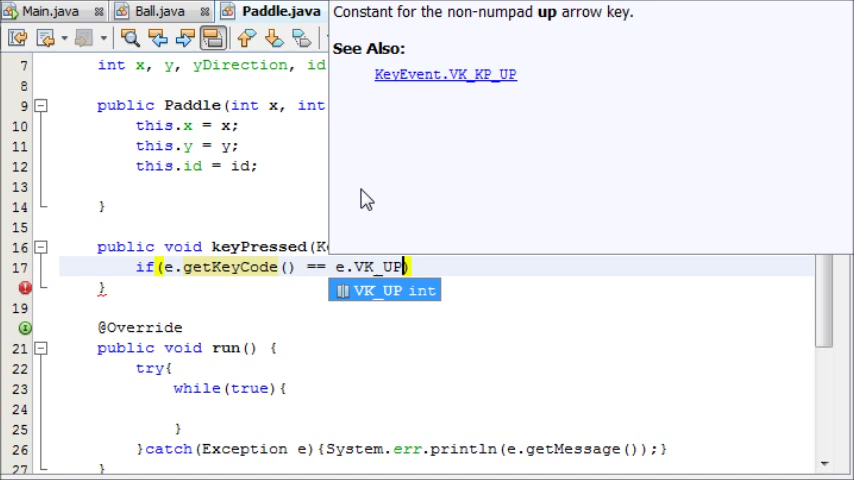 Main.java Ball.java Paddle.java
Constant for the non-numpad up arrow key.
See Also:
KeyEvent.VK_KP_UP
7 int x, y, yDirection, id
8
9 public Paddle(int x, int
10 this.x = x;
11 this.y = y;
12 this.id = id;
13
14 }
15
16 public void keyPressed(Ke
17 if(e.getKeyCode() == e.VK_UP)
VK_UP int
}
19
@Override
21 public void run() {
22 try{
23 while(true){
24
25 }
26 }catch(Exception e){System.err.println(e.getMessage());}
27 }